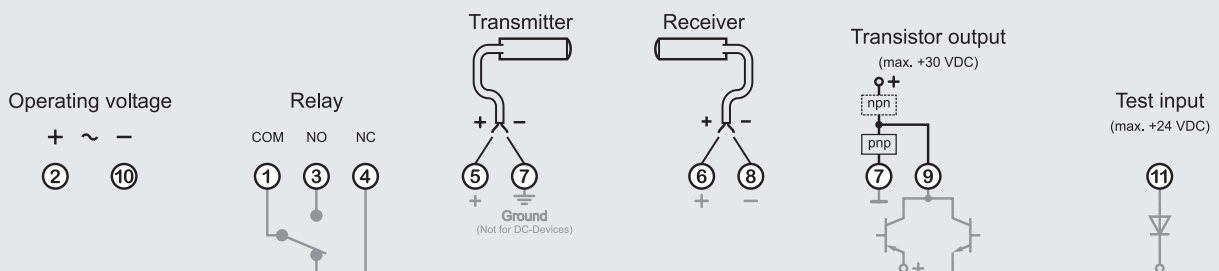 Transmitter
Receiver
Transistor output
(max. +30 VDC)
+
npn
Operating voltage
Relay
Test input
(max. +24 VDC)
+ ~ −
COM NO NC
+ −
+ −
pnp
2 10 1 3 4 5 7 6 8 7 9 11
+
+ −
Ground
(Not for DC-Devices)
+